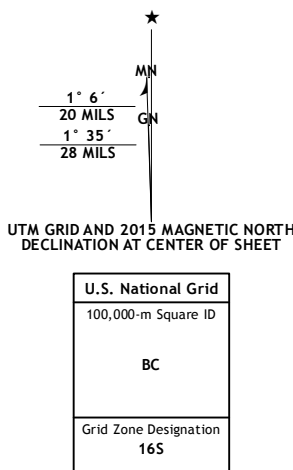 MN
1° 6´
20 MILS
GN
1° 35´
28 MILS
UTM GRID AND 2015 MAGNETIC NORTH
DECLINATION AT CENTER OF SHEET
U.S. National Grid
100,000-m Square ID
BC
Grid Zone Designation
16S